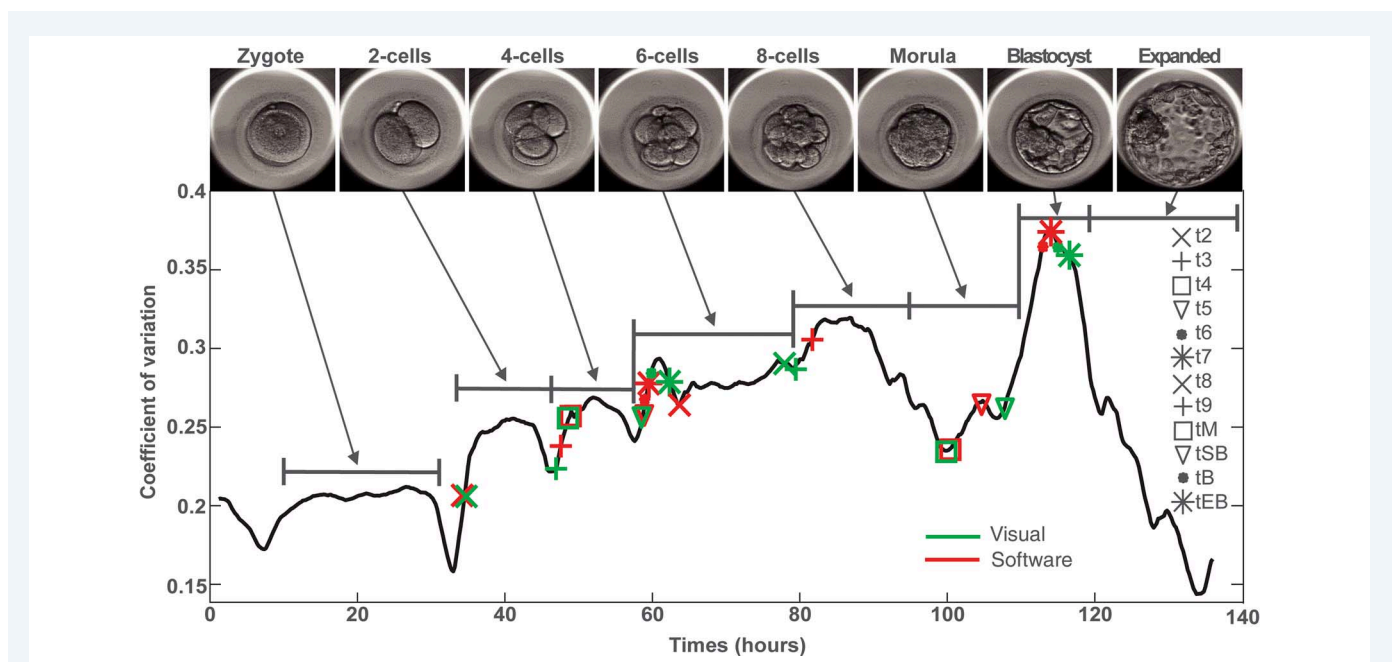 Zygote 2-cells 4-cells 6-cells 8-cells Morula Blastocyst Expanded
0.4
0.35
0.3
0.25
0.2
0.15
Coefficient of variation
t2
t3
t4
t5
t6
t7
t8
t9
tM
tSB
tB
tEB
Visual
Software
0 20 40 60 80 100 120 140
Times (hours)